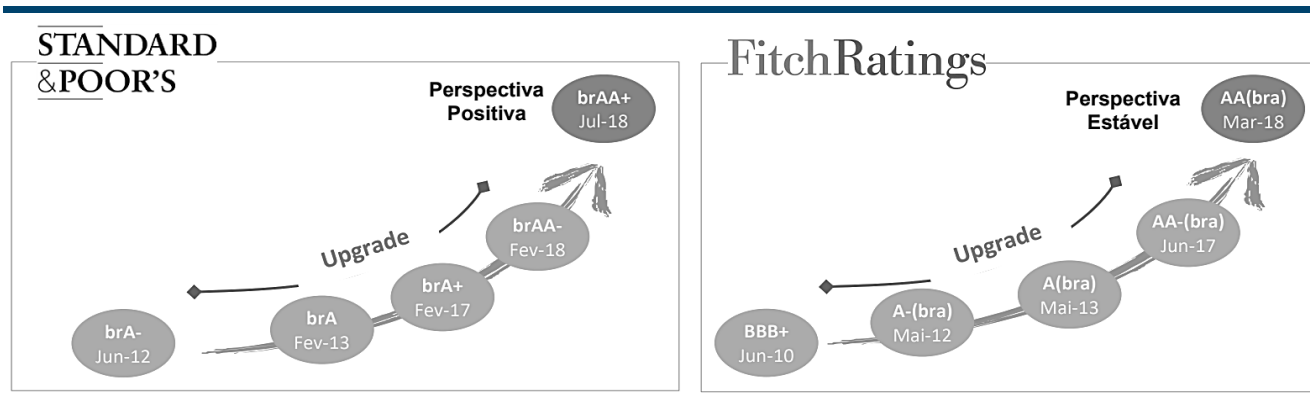 STANDARD
&POOR'S
Perspectiva
Positiva
brAA+
Jul-18
brAA-
Fev-18
Upgrade
brA+
Fev-17
brA
Fev-13
brA-
Jun-12
FitchRatings
Perspectiva
Estável
AA(bra)
Mar-18
AA-(bra)
Jun-17
Upgrade
A(bra)
Mai-13
A-(bra)
Mai-12
BBB+
Jun-10